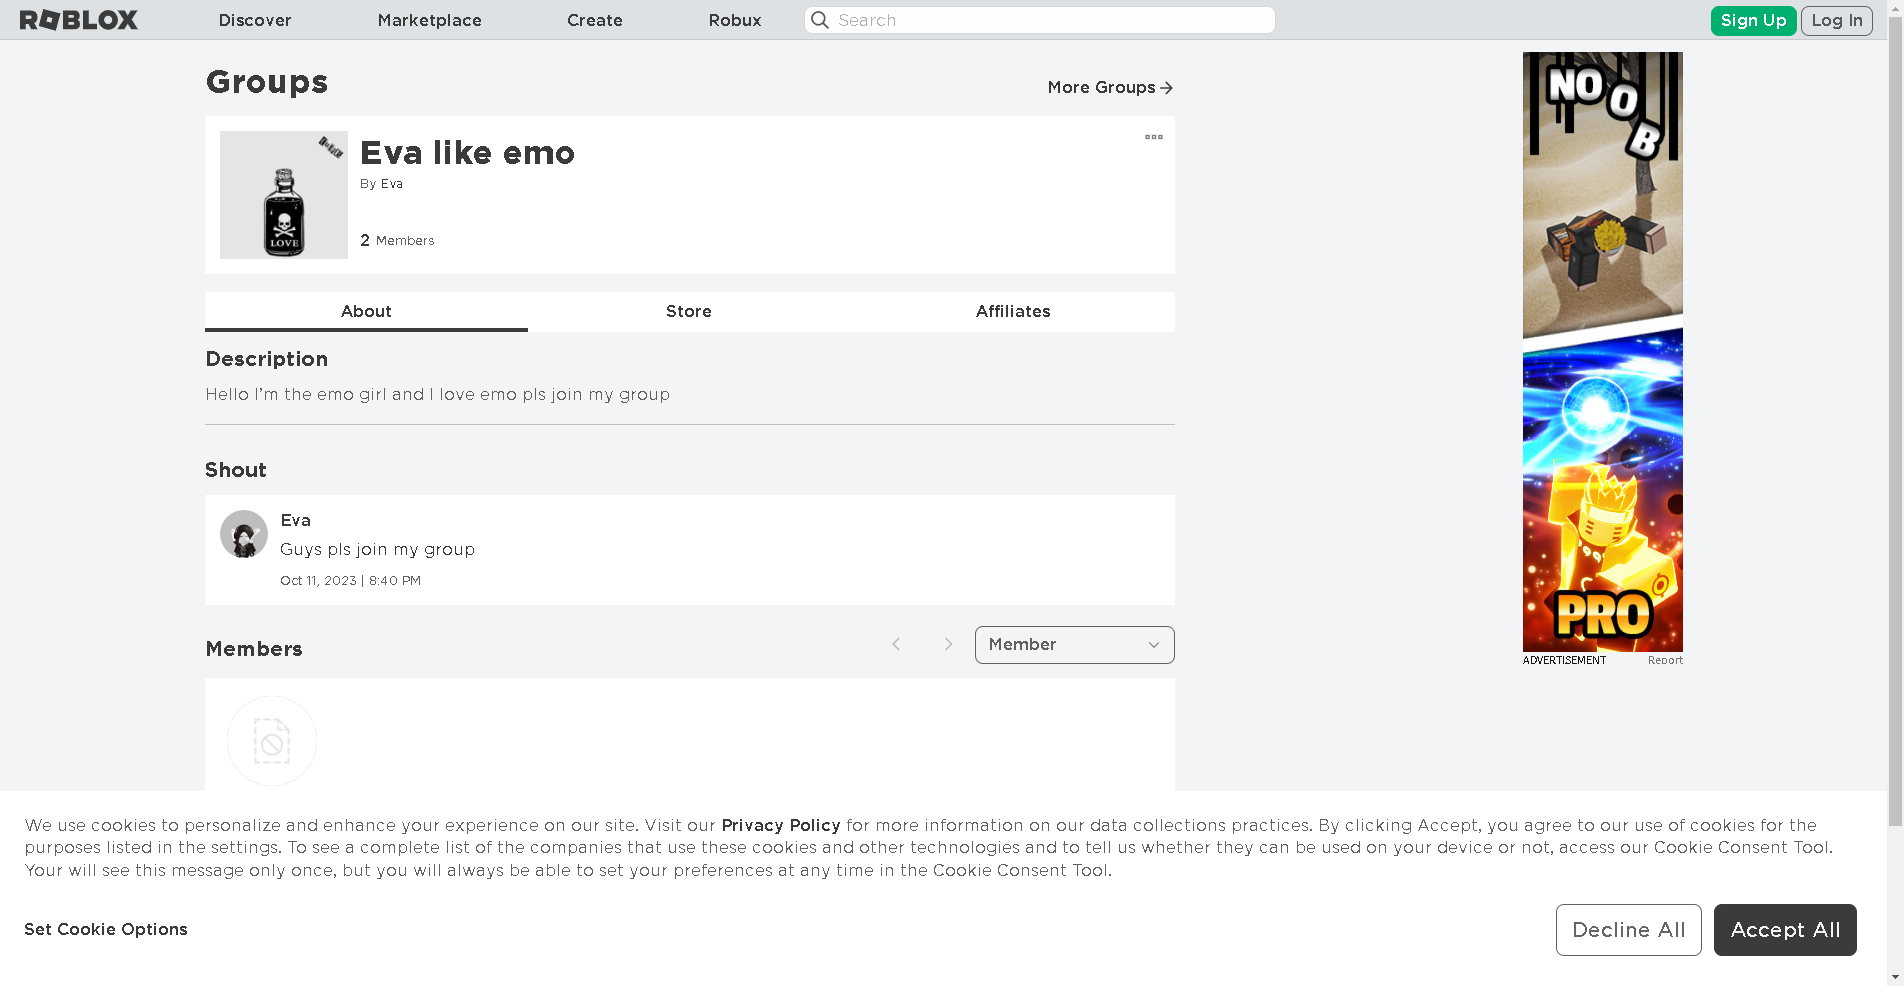 ROBLOX
Discover
Marketplace
Create
Robux
Search
Sign Up
Log In
Groups
More Groups
LOVE
Eva like emo
By Eva
2 Members
About
Store
Affiliates
Description
Hello I’m the emo girl and I love emo pls join my group
Shout
Eva
Guys pls join my group
Oct 11, 2023 | 8:40 PM
Members
Member
NOOB
PRO
ADVERTISEMENT
Report
We use cookies to personalize and enhance your experience on our site. Visit our Privacy Policy for more information on our data collections practices. By clicking Accept, you agree to our use of cookies for the
purposes listed in the settings. To see a complete list of the companies that use these cookies and other technologies and to tell us whether they can be used on your device or not, access our Cookie Consent Tool.
Your will see this message only once, but you will always be able to set your preferences at any time in the Cookie Consent Tool.
Set Cookie Options
Decline All
Accept All